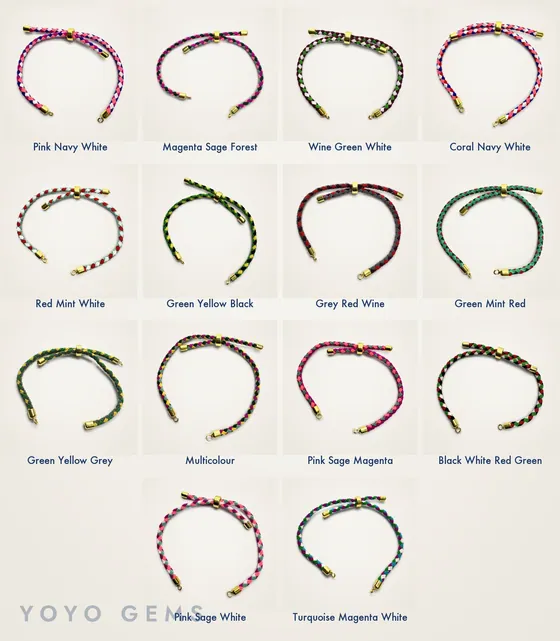 Pink Navy White
Magenta Sage Forest
Wine Green White
Coral Navy White
Red Mint White
Green Yellow Black
Grey Red Wine
Green Mint Red
Green Yellow Grey
Multicolour
Pink Sage Magenta
Black White Red Green
Pink Sage White
Turquoise Magenta White
YOYO GEMS